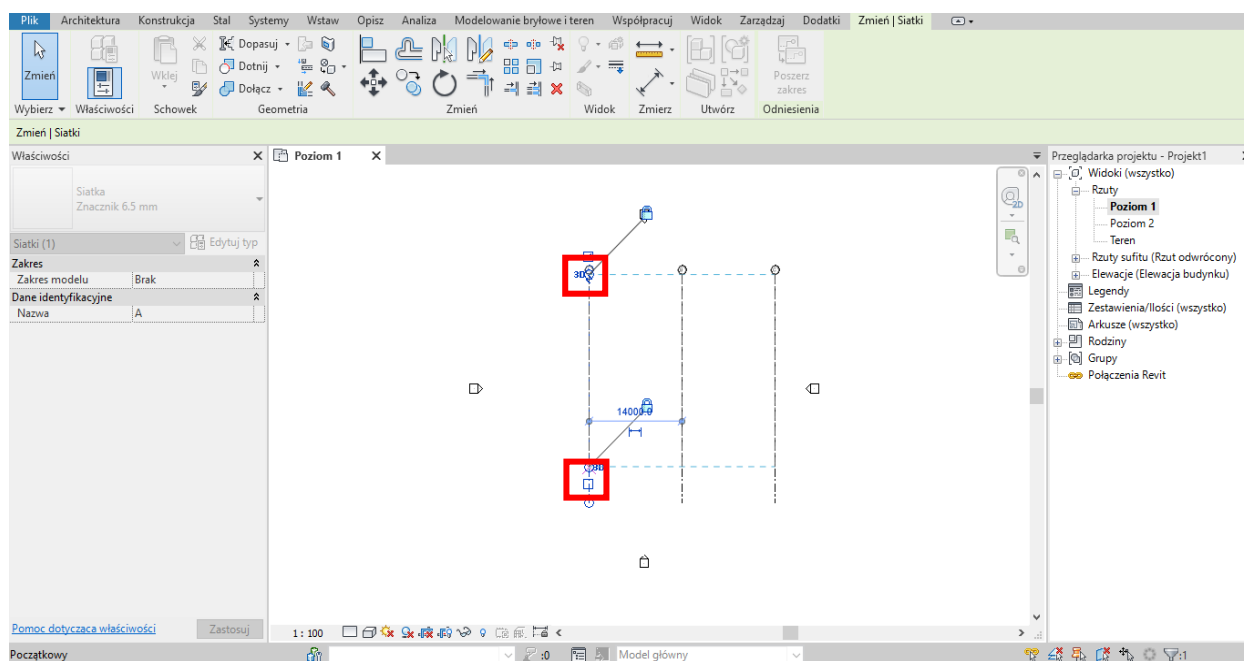 Plik Architektura Konstrukcja Stal Systemy Wstaw Opisz Analiza Modelowanie bryłowe i teren Współpracuj Widok Zarządzaj Dodatki Zmień | Siatki
Zmień
Wklej
Dopasuj
Dotnij
Dołącz
Poszerz
zakres
Wybierz Właściwości Schowek Geometria Zmień Widok Zmierz Utwórz Odniesienia
Zmień | Siatki
Właściwości
Siatka
Znacznik 6.5 mm
Siatki (1) Edytuj typ
Zakres
Zakres modelu Brak
Dane identyfikacyjne
Nazwa A
Pomoc dotycząca właściwości Zastosuj
Poziom 1
2D
3D
14000.0
3D
1 : 100
Przeglądarka projektu - Projekt1
Widoki (wszystko)
Rzuty
Poziom 1
Poziom 2
Teren
Rzuty sufitu (Rzut odwrócony)
Elewacje (Elewacja budynku)
Legendy
Zestawienia/Ilości (wszystko)
Arkusze (wszystko)
Rodziny
Grupy
Połączenia Revit
Początkowy :0 Model główny :1